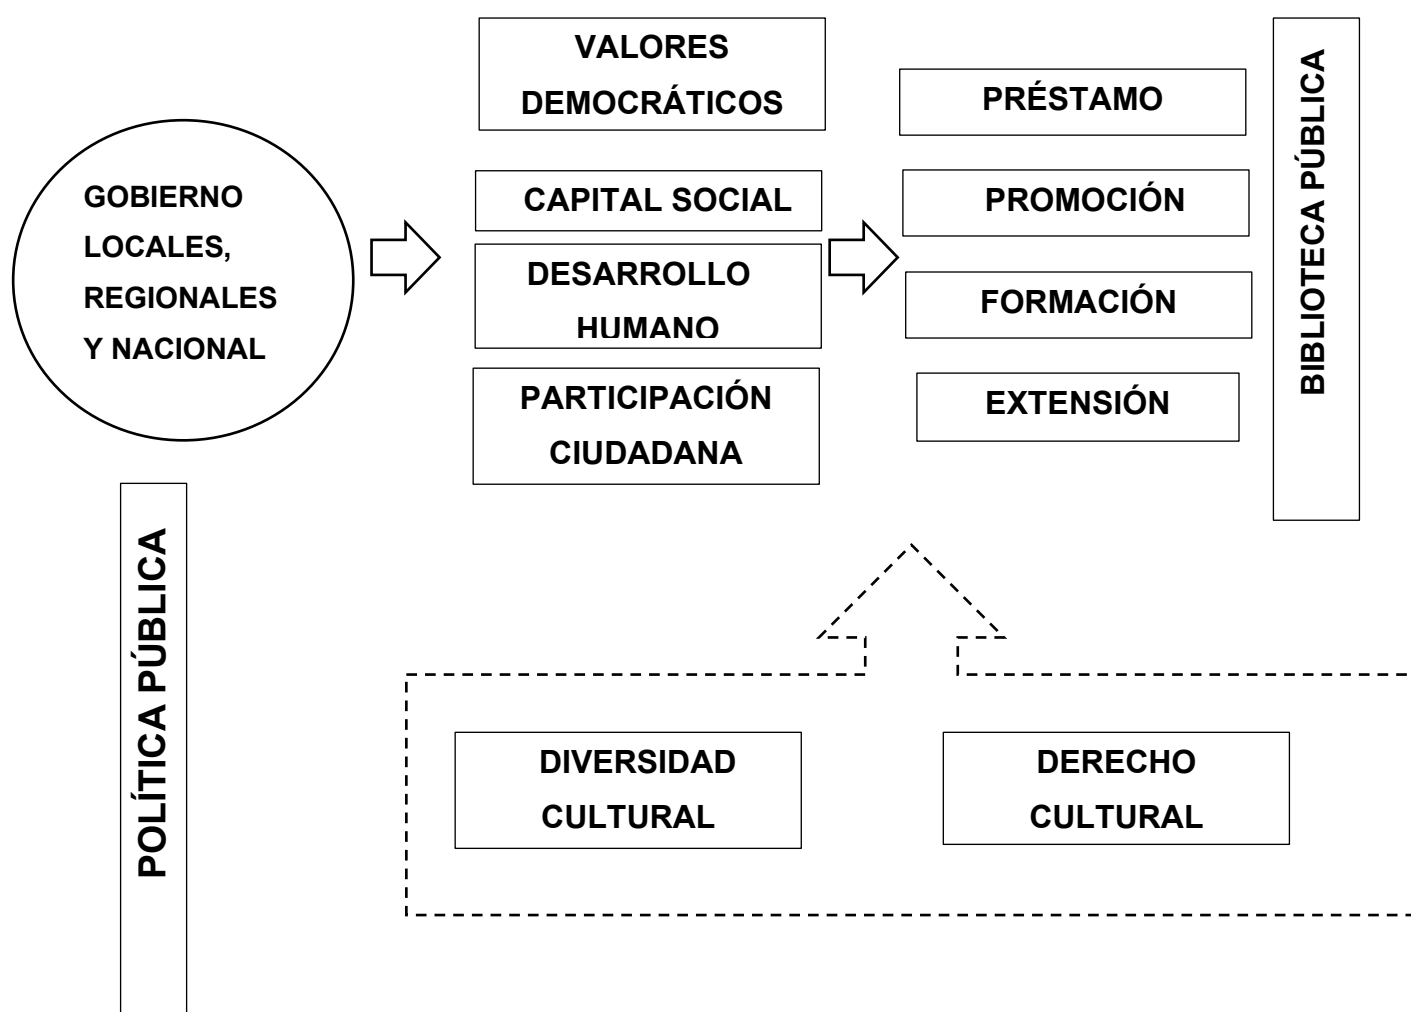 GOBIERNO
LOCALES,
REGIONALES
Y NACIONAL
VALORES
DEMOCRÁTICOS
CAPITAL SOCIAL
DESARROLLO
HUMANO
PARTICIPACIÓN
CIUDADANA
PRÉSTAMO
PROMOCIÓN
FORMACIÓN
EXTENSIÓN
BIBLIOTECA PÚBLICA
POLÍTICA PÚBLICA
DIVERSIDAD
CULTURAL
DERECHO
CULTURAL